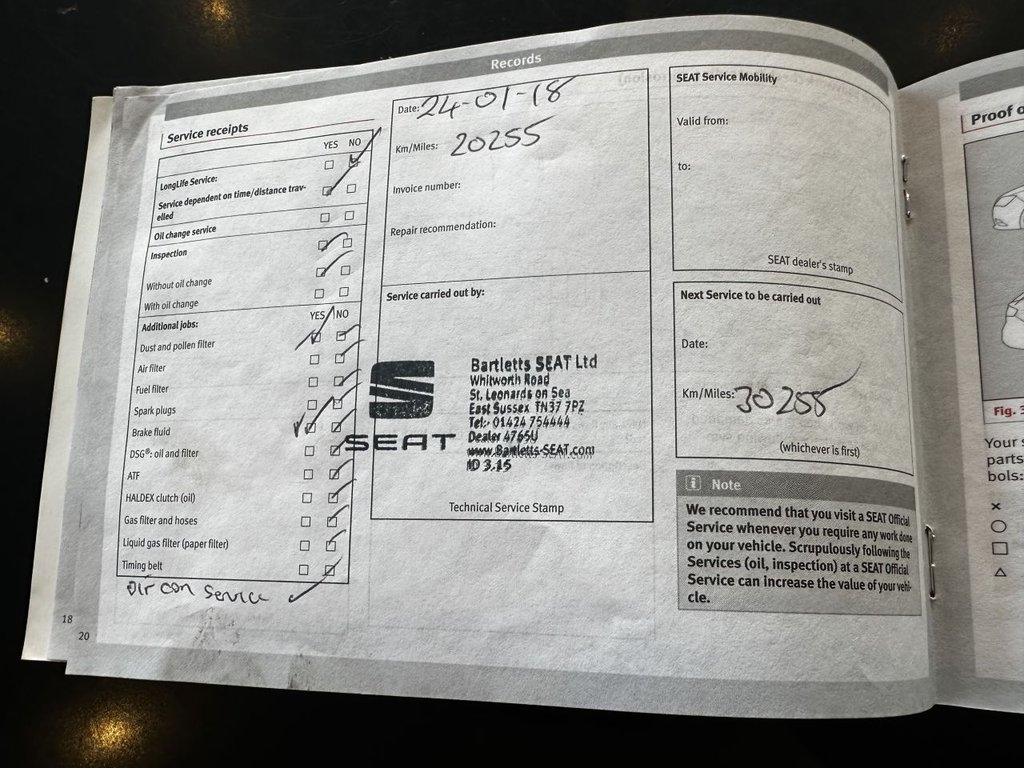 Records
Service receipts
YES NO
LongLife Service:
Service dependent on time/distance trav-
elled
Oil change service
Inspection
Without oil change
With oil change
Additional jobs:
YES NO
Dust and pollen filter
Air filter
Fuel filter
Spark plugs
Brake fluid
DSG®: oil and filter
ATF
HALDEX clutch (oil)
Gas filter and hoses
Liquid gas filter (paper filter)
Timing belt
air con service
18
20
Date: 24-01-18
Km/Miles: 20255
Invoice number:
Repair recommendation:
Service carried out by:
SEAT
Bartletts SEAT Ltd
Whitworth Road
St. Leonards on Sea
East Sussex TN37 7PZ
Tel:- 01424 754444
Dealer 4765U
www.Bartletts-SEAT.com
ID 3.15
Technical Service Stamp
SEAT Service Mobility
Valid from:
to:
SEAT dealer's stamp
Next Service to be carried out
Date:
Km/Miles: 30255
(whichever is first)
i Note
We recommend that you visit a SEAT Official
Service whenever you require any work done
on your vehicle. Scrupulously following the
Services (oil, inspection) at a SEAT Official
Service can increase the value of your vehi-
cle.
Proof o
Fig. 3
Your s
parts
bols: